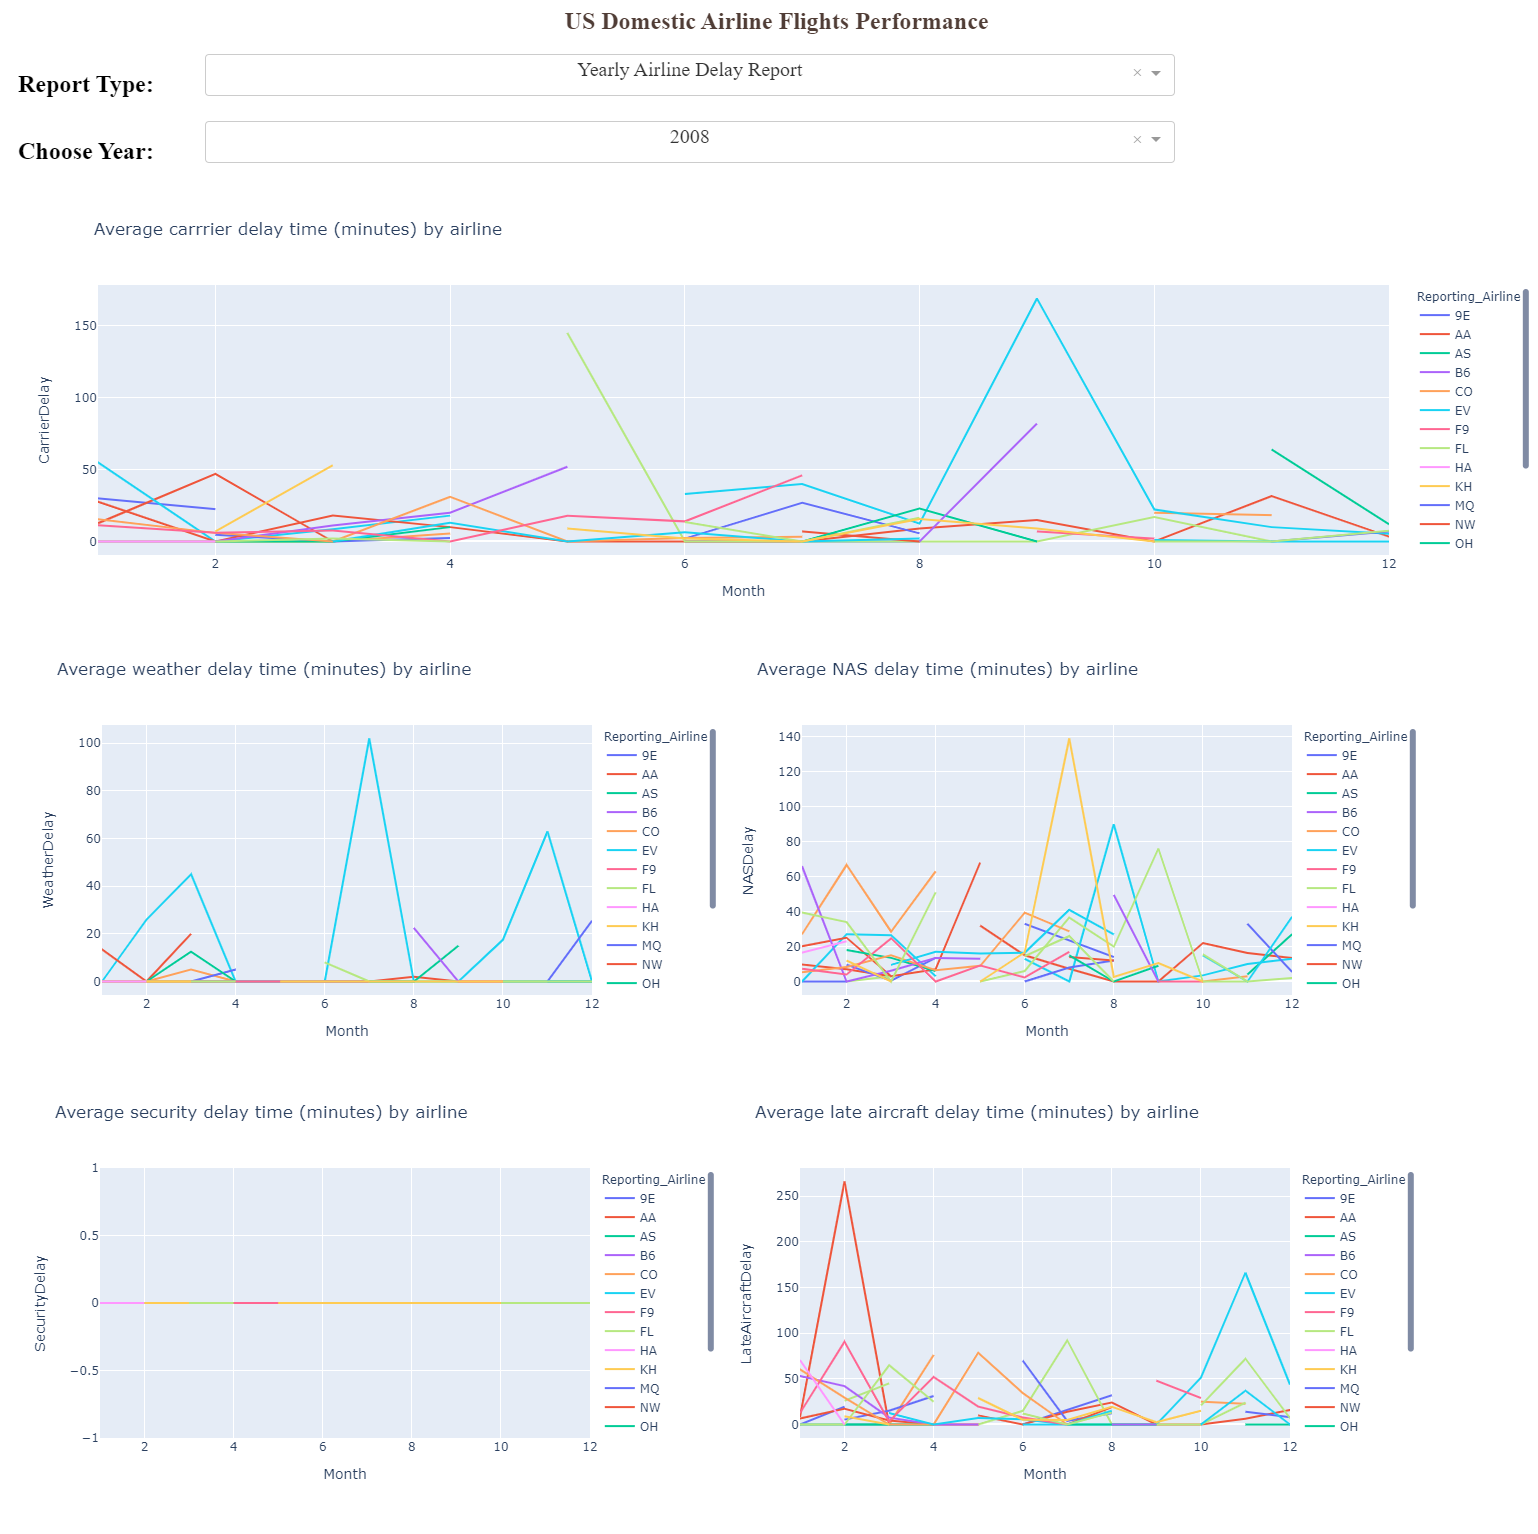 US Domestic Airline Flights Performance
Report Type:
Yearly Airline Delay Report
×
Choose Year:
2008
×
Average carrrier delay time (minutes) by airline
150
100
50
0
CarrierDelay
2
4
6
8
10
12
Month
Reporting_Airline
9E
AA
AS
B6
CO
EV
F9
FL
HA
KH
MQ
NW
OH
Average weather delay time (minutes) by airline
100
80
60
40
20
0
WeatherDelay
2
4
6
8
10
12
Month
Reporting_Airline
9E
AA
AS
B6
CO
EV
F9
FL
HA
KH
MQ
NW
OH
Average NAS delay time (minutes) by airline
140
120
100
80
60
40
20
0
NASDelay
2
4
6
8
10
12
Month
Reporting_Airline
9E
AA
AS
B6
CO
EV
F9
FL
HA
KH
MQ
NW
OH
Average security delay time (minutes) by airline
1
0.5
0
−0.5
−1
SecurityDelay
2
4
6
8
10
12
Month
Reporting_Airline
9E
AA
AS
B6
CO
EV
F9
FL
HA
KH
MQ
NW
OH
Average late aircraft delay time (minutes) by airline
250
200
150
100
50
0
LateAircraftDelay
2
4
6
8
10
12
Month
Reporting_Airline
9E
AA
AS
B6
CO
EV
F9
FL
HA
KH
MQ
NW
OH